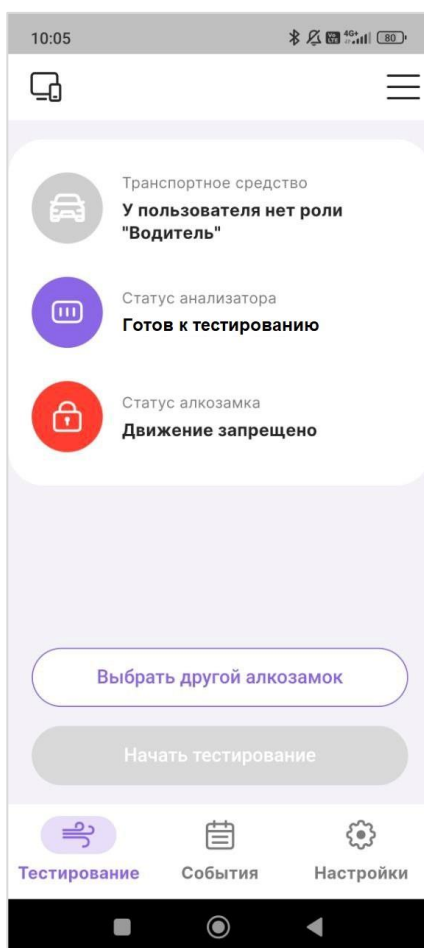 10:05
4G+
80
Транспортное средство
У пользователя нет роли
"Водитель"
Статус анализатора
Готов к тестированию
Статус алкозамка
Движение запрещено
Выбрать другой алкозамок
Начать тестирование
Тестирование
События
Настройки